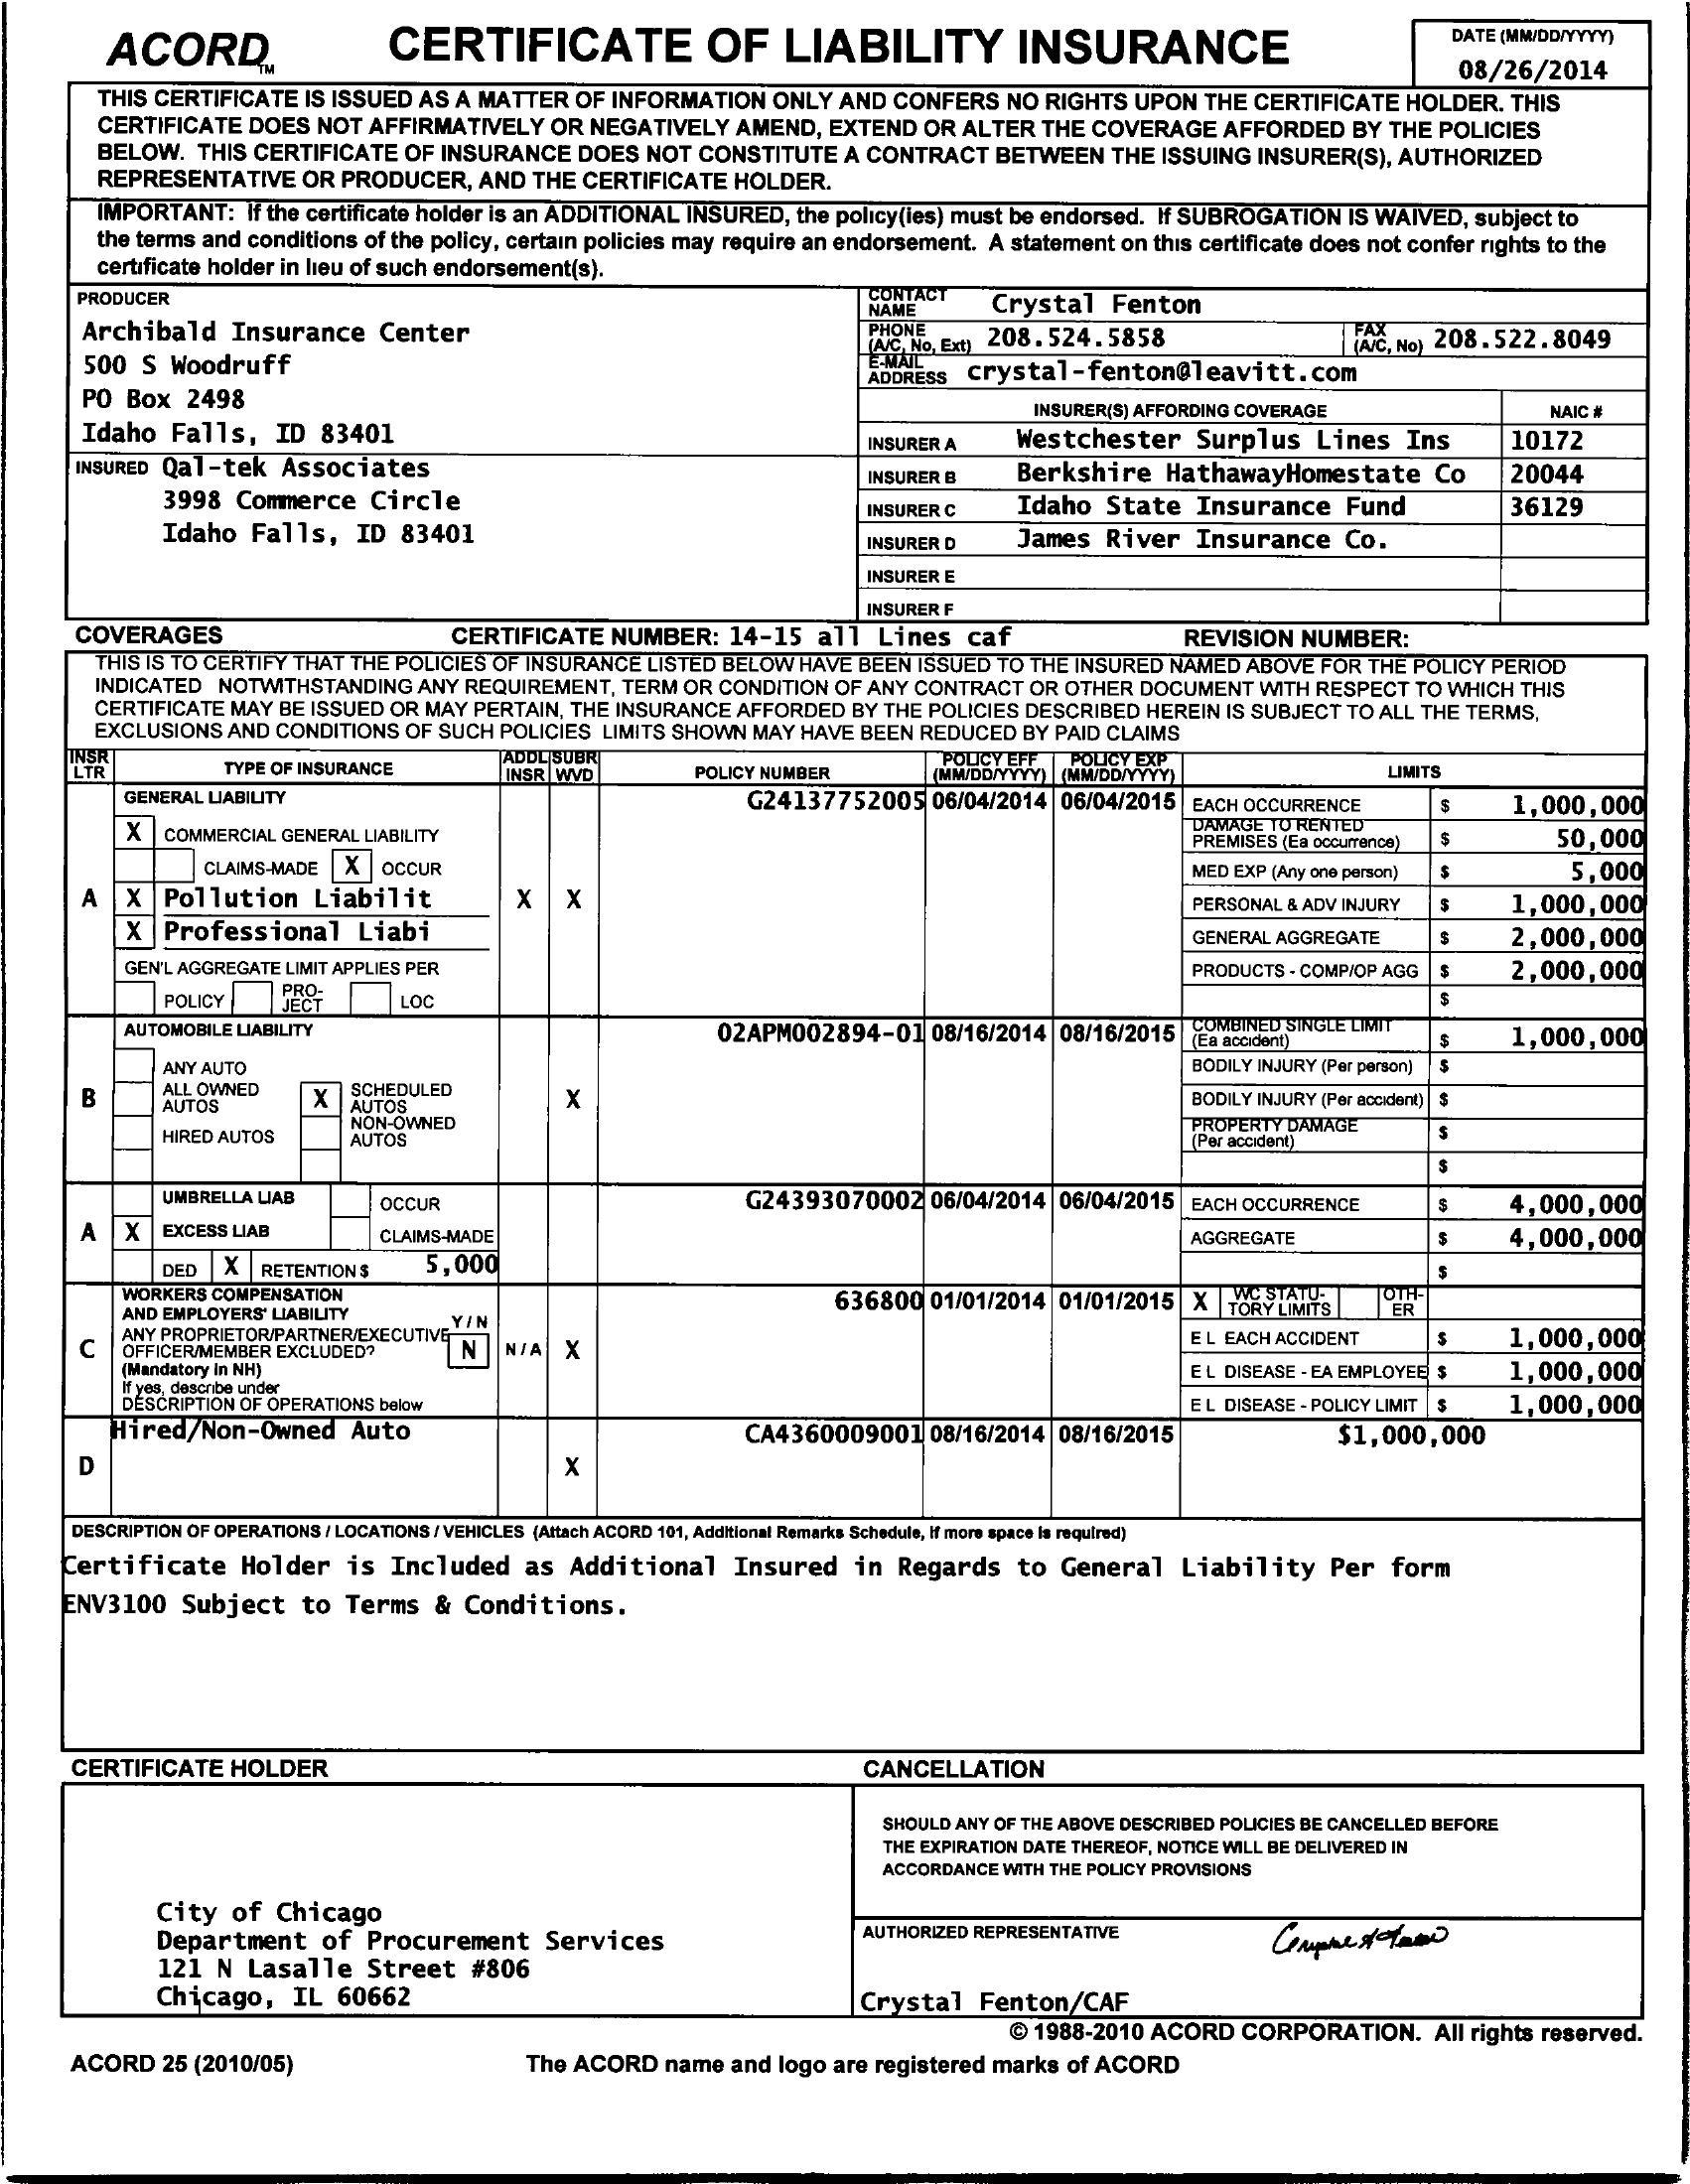 ACORD TM
CERTIFICATE OF LIABILITY INSURANCE
DATE (MM/DD/YYYY)
08/26/2014
THIS CERTIFICATE IS ISSUED AS A MATTER OF INFORMATION ONLY AND CONFERS NO RIGHTS UPON THE CERTIFICATE HOLDER. THIS
CERTIFICATE DOES NOT AFFIRMATIVELY OR NEGATIVELY AMEND, EXTEND OR ALTER THE COVERAGE AFFORDED BY THE POLICIES
BELOW. THIS CERTIFICATE OF INSURANCE DOES NOT CONSTITUTE A CONTRACT BETWEEN THE ISSUING INSURER(S), AUTHORIZED
REPRESENTATIVE OR PRODUCER, AND THE CERTIFICATE HOLDER.
IMPORTANT: If the certificate holder is an ADDITIONAL INSURED, the policy(ies) must be endorsed. If SUBROGATION IS WAIVED, subject to
the terms and conditions of the policy, certain policies may require an endorsement. A statement on this certificate does not confer rights to the
certificate holder in lieu of such endorsement(s).
PRODUCER
Archibald Insurance Center
500 S Woodruff
PO Box 2498
Idaho Falls, ID 83401
CONTACT NAME Crystal Fenton
PHONE (A/C, No, Ext) 208.524.5858 FAX (A/C, No) 208.522.8049
E-MAIL ADDRESS crystal-fenton@leavitt.com
INSURER(S) AFFORDING COVERAGE NAIC #
INSURER A Westchester Surplus Lines Ins 10172
INSURED Qal-tek Associates
3998 Commerce Circle
Idaho Falls, ID 83401
INSURER B Berkshire HathawayHomestate Co 20044
INSURER C Idaho State Insurance Fund 36129
INSURER D James River Insurance Co.
INSURER E
INSURER F
COVERAGES CERTIFICATE NUMBER: 14-15 all Lines caf REVISION NUMBER:
THIS IS TO CERTIFY THAT THE POLICIES OF INSURANCE LISTED BELOW HAVE BEEN ISSUED TO THE INSURED NAMED ABOVE FOR THE POLICY PERIOD
INDICATED NOTWITHSTANDING ANY REQUIREMENT, TERM OR CONDITION OF ANY CONTRACT OR OTHER DOCUMENT WITH RESPECT TO WHICH THIS
CERTIFICATE MAY BE ISSUED OR MAY PERTAIN, THE INSURANCE AFFORDED BY THE POLICIES DESCRIBED HEREIN IS SUBJECT TO ALL THE TERMS,
EXCLUSIONS AND CONDITIONS OF SUCH POLICIES LIMITS SHOWN MAY HAVE BEEN REDUCED BY PAID CLAIMS
INSR LTR TYPE OF INSURANCE ADDL INSR SUBR WVD POLICY NUMBER POLICY EFF (MM/DD/YYYY) POLICY EXP (MM/DD/YYYY) LIMITS
GENERAL LIABILITY G24137752005 06/04/2014 06/04/2015 EACH OCCURRENCE $ 1,000,000
X COMMERCIAL GENERAL LIABILITY DAMAGE TO RENTED PREMISES (Ea occurrence) $ 50,000
CLAIMS-MADE X OCCUR MED EXP (Any one person) $ 5,000
A X Pollution Liabilit X X PERSONAL & ADV INJURY $ 1,000,000
X Professional Liabi GENERAL AGGREGATE $ 2,000,000
GEN'L AGGREGATE LIMIT APPLIES PER PRODUCTS - COMP/OP AGG $ 2,000,000
POLICY PRO-JECT LOC $
AUTOMOBILE LIABILITY 02APM002894-01 08/16/2014 08/16/2015 COMBINED SINGLE LIMIT (Ea accident) $ 1,000,000
ANY AUTO BODILY INJURY (Per person) $
B ALL OWNED AUTOS X SCHEDULED AUTOS X BODILY INJURY (Per accident) $
HIRED AUTOS NON-OWNED AUTOS PROPERTY DAMAGE (Per accident) $
$
UMBRELLA LIAB OCCUR G24393070002 06/04/2014 06/04/2015 EACH OCCURRENCE $ 4,000,000
A X EXCESS LIAB CLAIMS-MADE AGGREGATE $ 4,000,000
DED X RETENTION $ 5,000 $
WORKERS COMPENSATION
AND EMPLOYERS' LIABILITY Y / N 636800 01/01/2014 01/01/2015 X WC STATU-TORY LIMITS OTH-ER
ANY PROPRIETOR/PARTNER/EXECUTIVE
C OFFICER/MEMBER EXCLUDED? N N / A X E L EACH ACCIDENT $ 1,000,000
(Mandatory in NH) E L DISEASE - EA EMPLOYEE $ 1,000,000
If yes, describe under
DESCRIPTION OF OPERATIONS below E L DISEASE - POLICY LIMIT $ 1,000,000
Hired/Non-Owned Auto CA4360009001 08/16/2014 08/16/2015 $1,000,000
D X
DESCRIPTION OF OPERATIONS / LOCATIONS / VEHICLES (Attach ACORD 101, Additional Remarks Schedule, if more space is required)
Certificate Holder is Included as Additional Insured in Regards to General Liability Per form
ENV3100 Subject to Terms & Conditions.
CERTIFICATE HOLDER
City of Chicago
Department of Procurement Services
121 N Lasalle Street #806
Chicago, IL 60662
CANCELLATION
SHOULD ANY OF THE ABOVE DESCRIBED POLICIES BE CANCELLED BEFORE
THE EXPIRATION DATE THEREOF, NOTICE WILL BE DELIVERED IN
ACCORDANCE WITH THE POLICY PROVISIONS
AUTHORIZED REPRESENTATIVE
Crystal Fenton/CAF
© 1988-2010 ACORD CORPORATION. All rights reserved.
ACORD 25 (2010/05) The ACORD name and logo are registered marks of ACORD